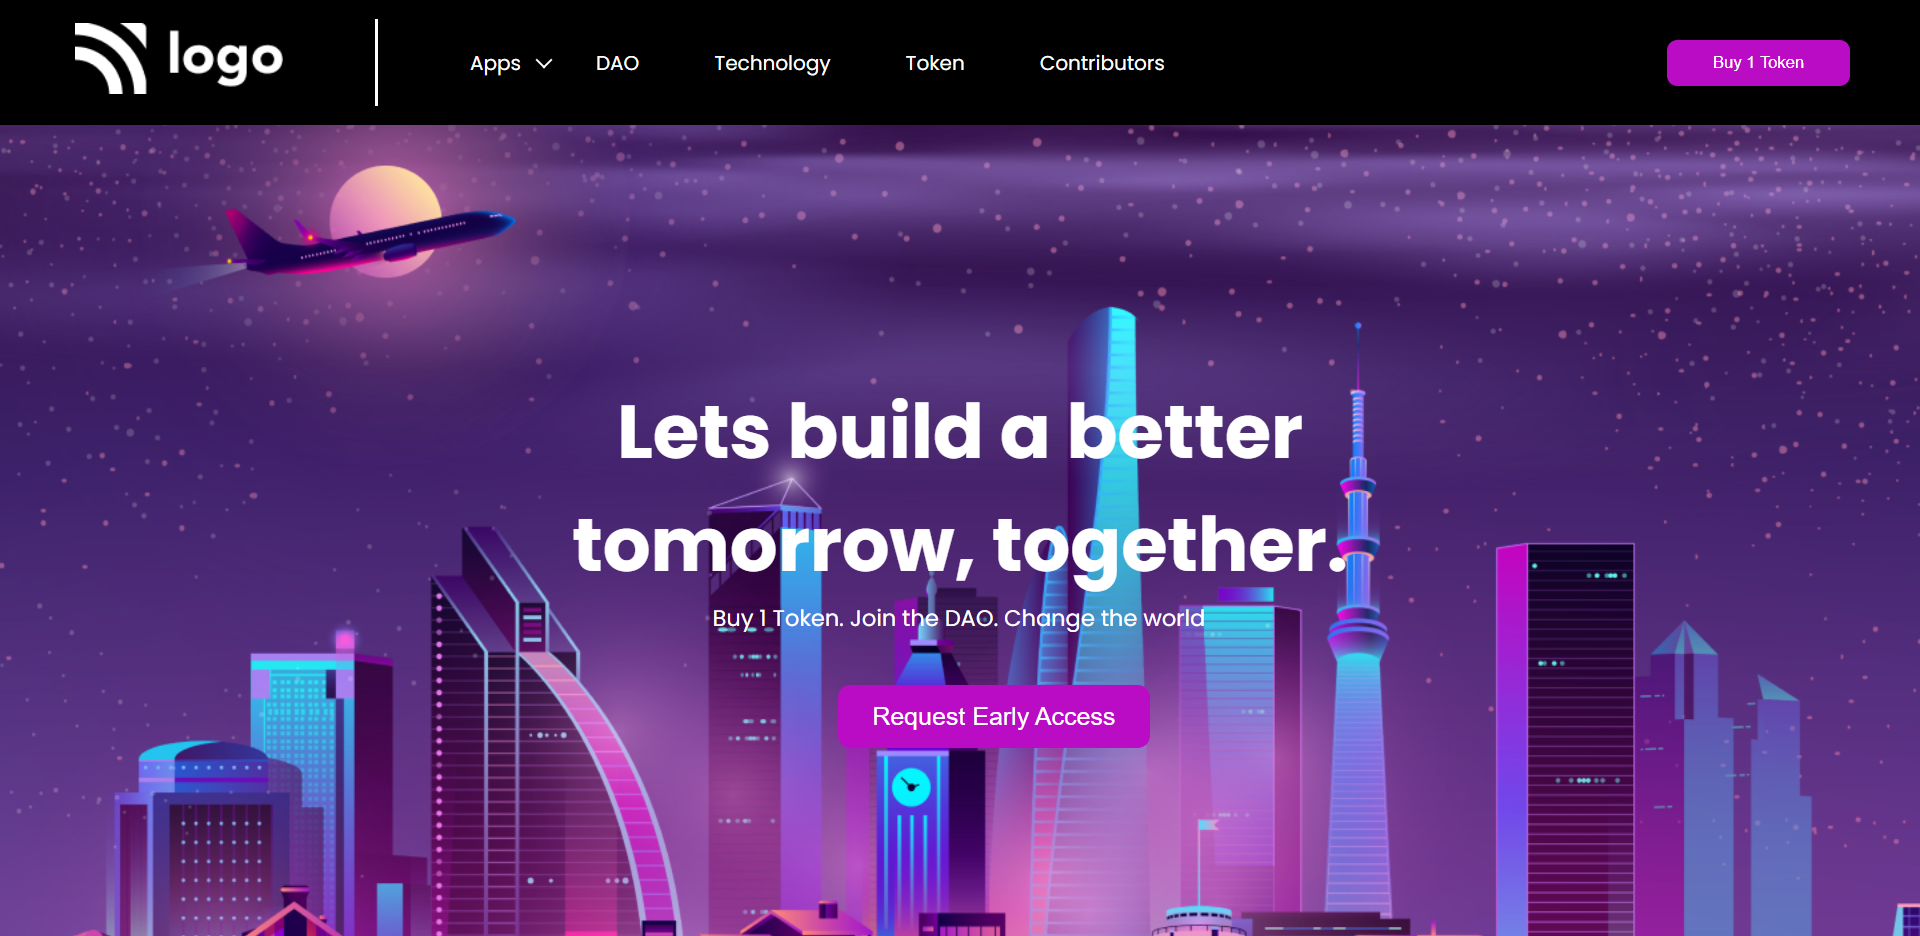 logo
Apps
DAO
Technology
Token
Contributors
Buy 1 Token
Lets build a better
tomorrow, together.
Buy 1 Token. Join the DAO. Change the world
Request Early Access